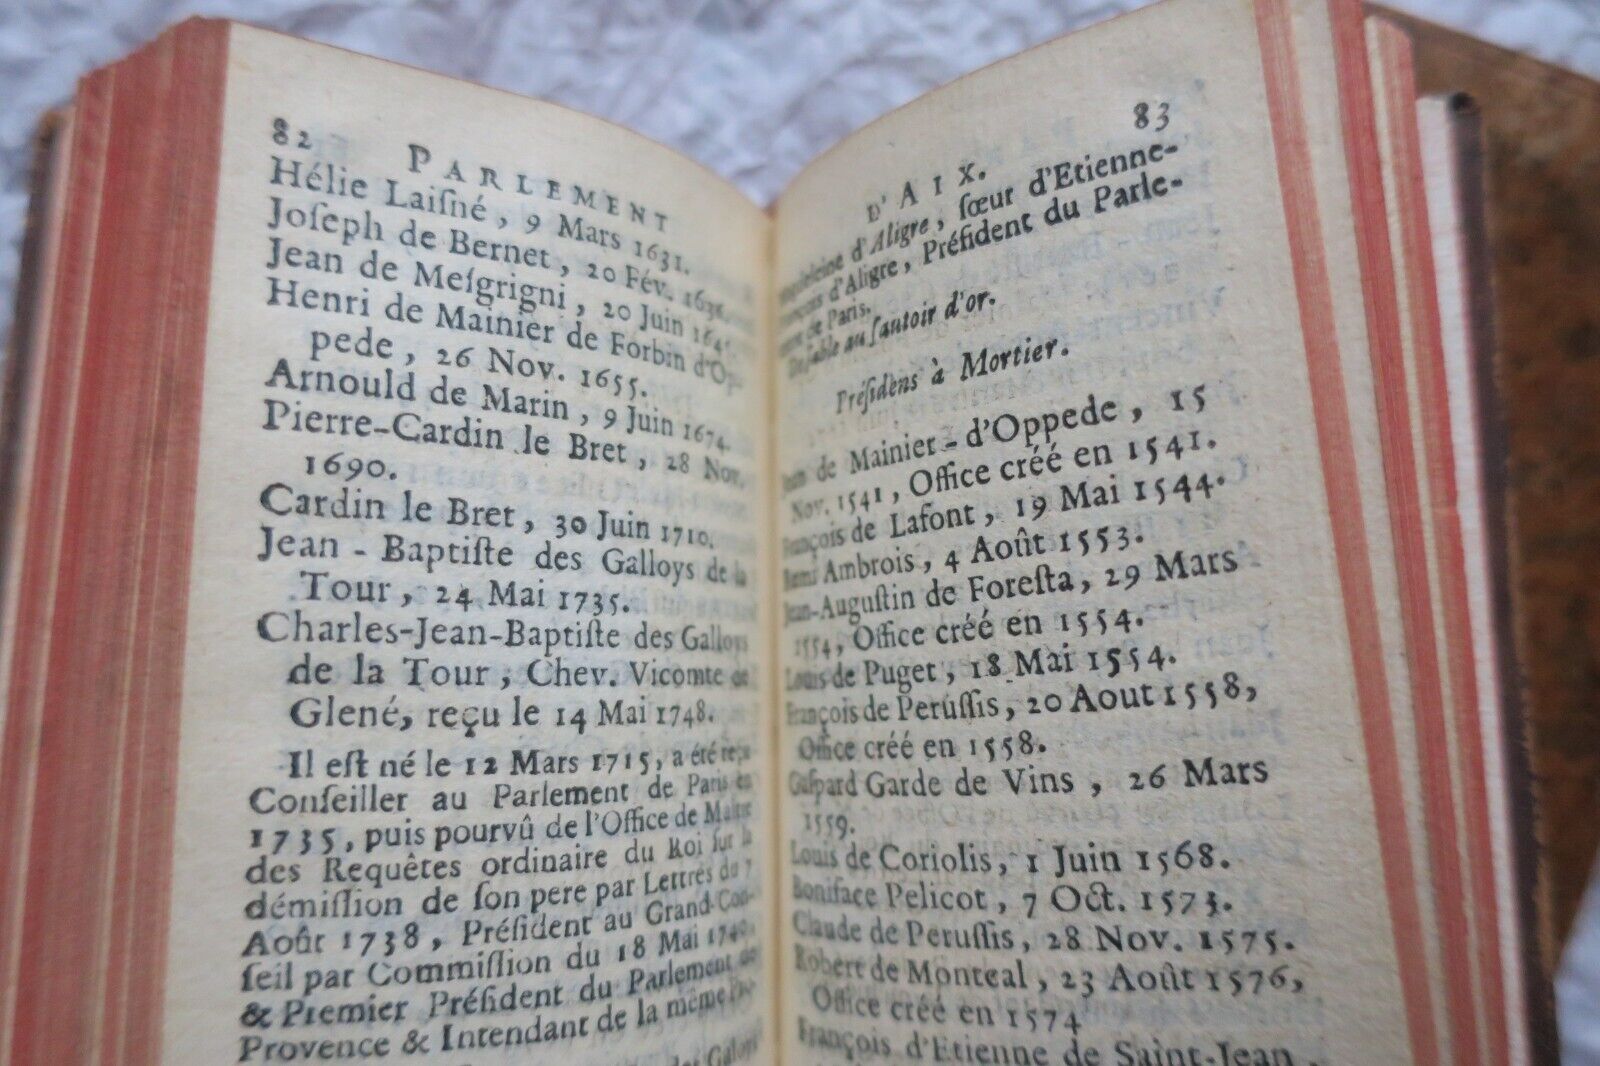 82 PARLEMENT
Hélie Laiſné, 9 Mars 1631.
Joſeph de Bernet, 20 Fév. 1636.
Jean de Meſgrigni, 20 Juin
Henri de Mainier de Forbin d'Op-
pede, 26 Nov. 1655.
Arnould de Marin, 9 Juin 1674.
Pierre-Cardin le Bret, 28 Nov.
1690.
Cardin le Bret, 30 Juin 1710.
Jean-Baptiſte des Galloys de la
Tour, 24 Mai 1735.
Charles-Jean-Baptiſte des Galloys
de la Tour, Chev. Vicomte de
Glené, reçu le 14 Mai 1748.
Il eſt né le 12 Mars 1715, a été reçu
Conſeiller au Parlement de Paris en
1735, puis pourvû de l'Office de Maître
des Requêtes ordinaire du Roi ſur la
démiſſion de ſon pere par Lettres du 7
Août 1738, Préſident au Grand-Con-
ſeil par Commiſſion du 18 Mai 1740.
& Premier Préſident du Parlement de
Provence & Intendant de la même Pro-
des Galloys
83
D'AIX.
d'Aligre, ſœur d'Etienne-
d'Aligre, Préſident du Parle-
de Paris.
au ſautoir d'or.
Préſidens à Mortier.
de Mainier-d'Oppede, 15
Nov. 1541, Office créé en 1541.
François de Lafont, 19 Mai 1544.
Ambrois, 4 Août 1553.
Jean-Auguſtin de Foreſta, 29 Mars
1554, Office créé en 1554.
Louis de Puget, 18 Mai 1554.
François de Peruſſis, 20 Aout 1558,
Office créé en 1558.
Gaſpard Garde de Vins, 26 Mars
1559.
Louis de Coriolis, 1 Juin 1568.
Boniface Pelicot, 7 Oct. 1573.
Claude de Peruſſis, 28 Nov. 1575.
Robert de Monteal, 23 Août 1576,
Office créé en 1574
François d'Etienne de Saint-Jean,